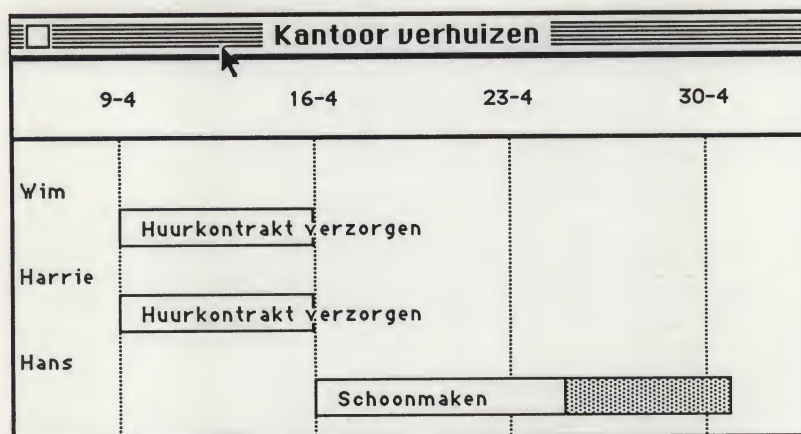 Kantoor verhuizen
9-4 16-4 23-4 30-4
Wim
Huurkontrakt verzorgen
Harrie
Huurkontrakt verzorgen
Hans
Schoonmaken